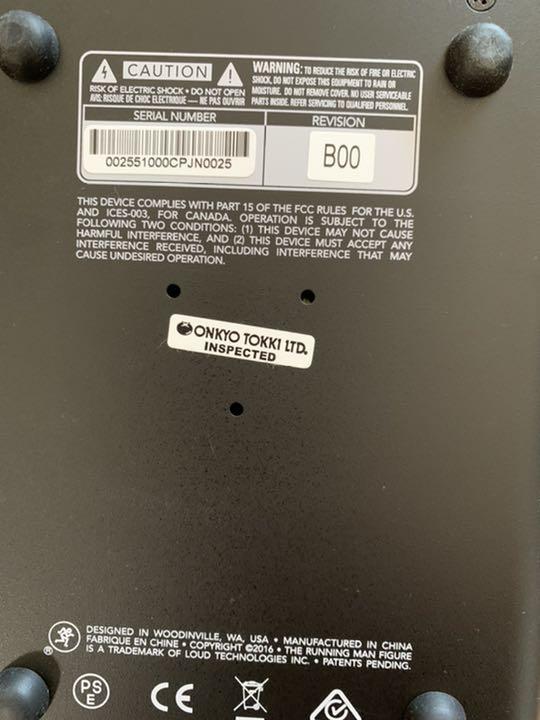 CAUTION
RISK OF ELECTRIC SHOCK • DO NOT OPEN
AVIS: RISQUE DE CHOC ELECTRIQUE — NE PAS OUVRIR
WARNING: TO REDUCE THE RISK OF FIRE OR ELECTRIC
SHOCK, DO NOT EXPOSE THIS EQUIPMENT TO RAIN OR
MOISTURE. DO NOT REMOVE COVER. NO USER SERVICEABLE
PARTS INSIDE. REFER SERVICING TO QUALIFIED PERSONNEL.
SERIAL NUMBER
REVISION
002551000CPJN0025
B00
THIS DEVICE COMPLIES WITH PART 15 OF THE FCC RULES FOR THE U.S.
AND ICES-003, FOR CANADA. OPERATION IS SUBJECT TO THE
FOLLOWING TWO CONDITIONS: (1) THIS DEVICE MAY NOT CAUSE
HARMFUL INTERFERENCE, AND (2) THIS DEVICE MUST ACCEPT ANY
INTERFERENCE RECEIVED, INCLUDING INTERFERENCE THAT MAY
CAUSE UNDESIRED OPERATION.
ONKYO TOKKI LTD.
INSPECTED
DESIGNED IN WOODINVILLE, WA, USA • MANUFACTURED IN CHINA
FABRIQUE EN CHINE • COPYRIGHT ©2016 • THE RUNNING MAN FIGURE
IS A TRADEMARK OF LOUD TECHNOLOGIES INC. • PATENTS PENDING.
®
PS
E
CE